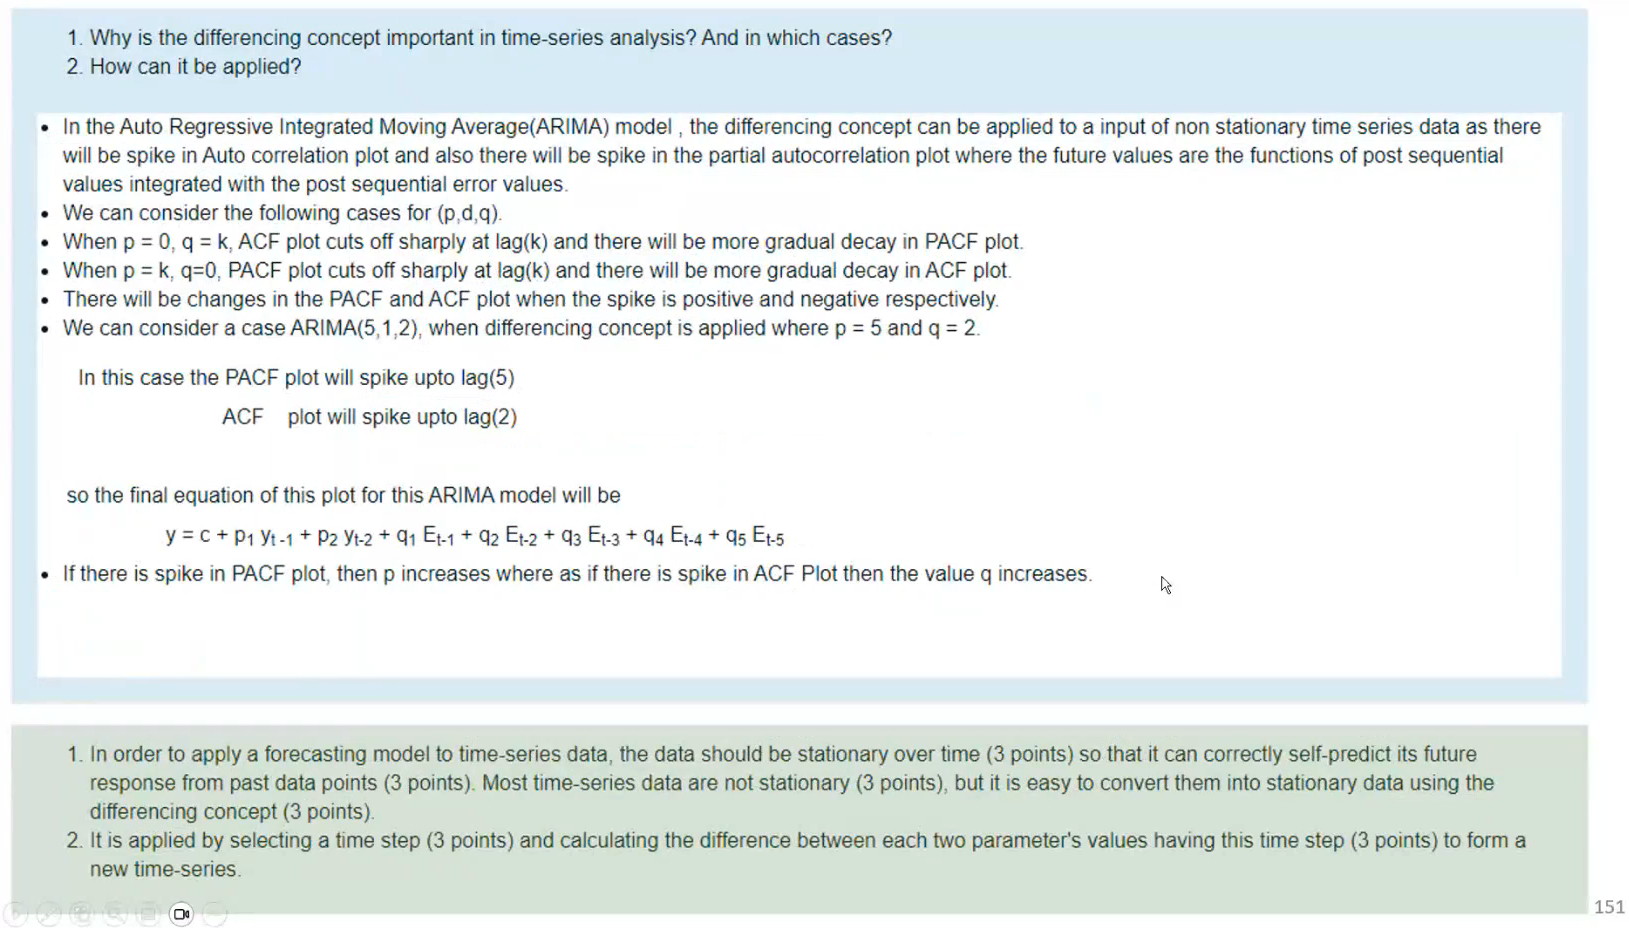 1. Why is the differencing concept important in time-series analysis? And in which cases?
2. How can it be applied?
• In the Auto Regressive Integrated Moving Average(ARIMA) model , the differencing concept can be applied to a input of non stationary time series data as there
will be spike in Auto correlation plot and also there will be spike in the partial autocorrelation plot where the future values are the functions of post sequential
values integrated with the post sequential error values.
• We can consider the following cases for (p,d,q).
• When p = 0, q = k, ACF plot cuts off sharply at lag(k) and there will be more gradual decay in PACF plot.
• When p = k, q=0, PACF plot cuts off sharply at lag(k) and there will be more gradual decay in ACF plot.
• There will be changes in the PACF and ACF plot when the spike is positive and negative respectively.
• We can consider a case ARIMA(5,1,2), when differencing concept is applied where p = 5 and q = 2.
In this case the PACF plot will spike upto lag(5)
ACF plot will spike upto lag(2)
so the final equation of this plot for this ARIMA model will be
y = c + p₁ yt -1 + p₂ yt-2 + q₁ Et-1 + q₂ Et-2 + q₃ Et-3 + q₄ Et-4 + q₅ Et-5
• If there is spike in PACF plot, then p increases where as if there is spike in ACF Plot then the value q increases.
1. In order to apply a forecasting model to time-series data, the data should be stationary over time (3 points) so that it can correctly self-predict its future
response from past data points (3 points). Most time-series data are not stationary (3 points), but it is easy to convert them into stationary data using the
differencing concept (3 points).
2. It is applied by selecting a time step (3 points) and calculating the difference between each two parameter's values having this time step (3 points) to form a
new time-series.
151